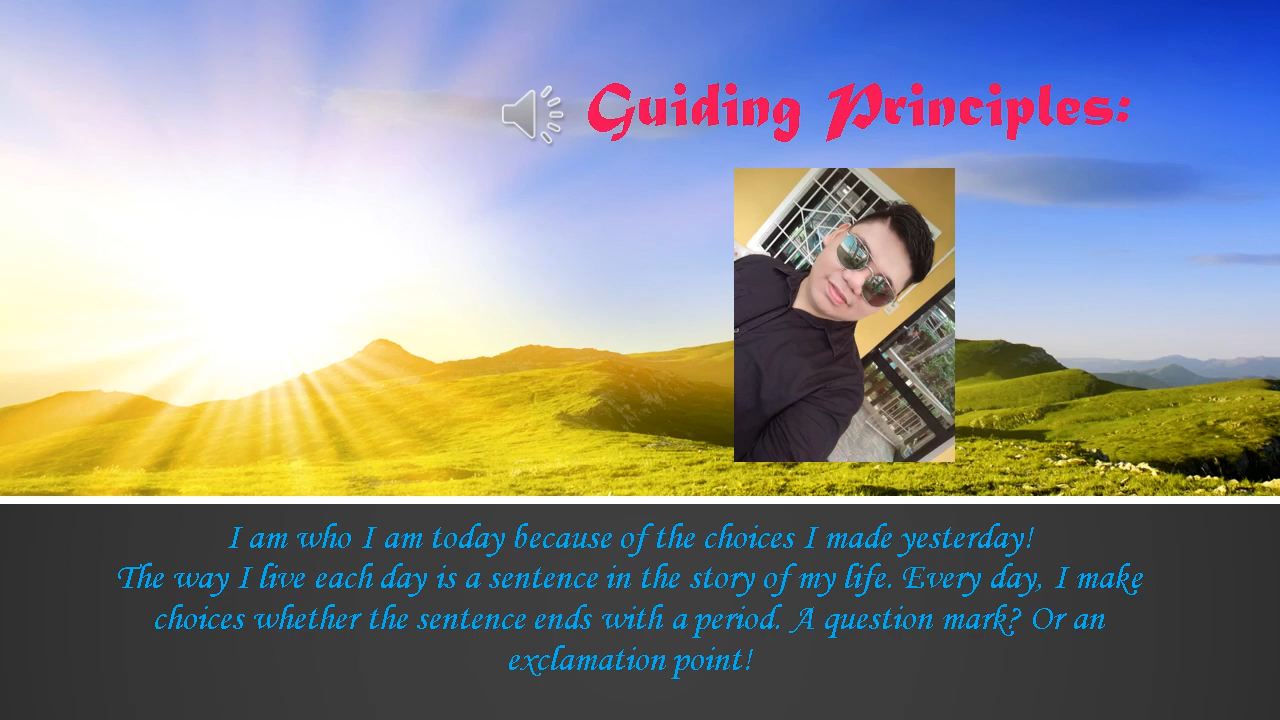 Guiding Principles:
I am who I am today because of the choices I made yesterday!
The way I live each day is a sentence in the story of my life. Every day, I make
choices whether the sentence ends with a period. A question mark? Or an
exclamation point!